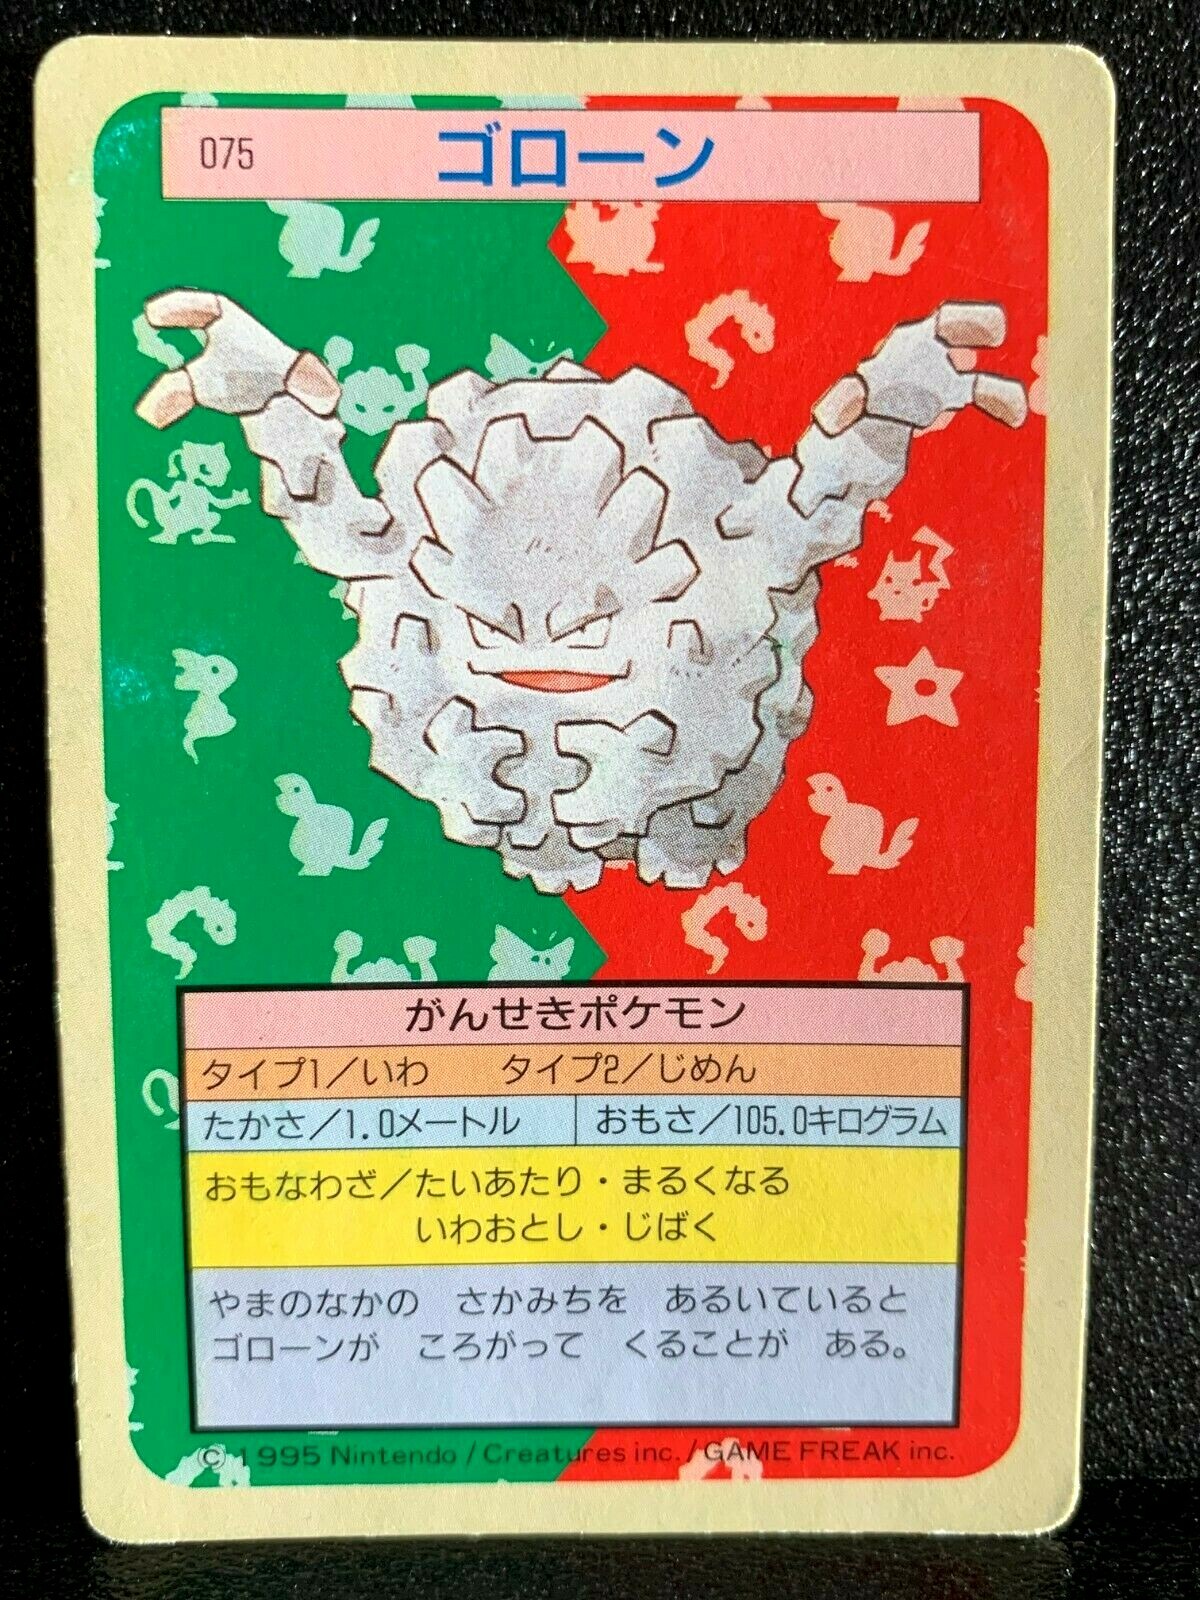 075 ゴローン
がんせきポケモン
タイプ1／いわ　タイプ2／じめん
たかさ／1.0メートル　おもさ／105.0キログラム
おもなわざ／たいあたり・まるくなる
いわおとし・じばく
やまのなかの　さかみちを　あるいていると
ゴローンが　ころがって　くることが　ある。
© 1995 Nintendo / Creatures inc. / GAME FREAK inc.